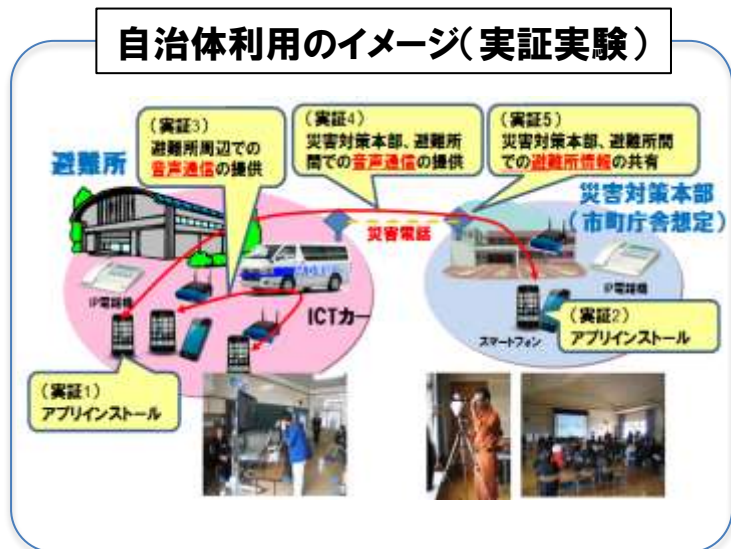 自治体利用のイメージ(実証実験)
(実証3)
避難所周辺での
音声通信の提供
(実証4)
災害対策本部、避難所
間での音声通信の提供
(実証5)
災害対策本部、避難所間
での避難所情報の共有
避難所
災害対策本部
(市町庁舎想定)
災害電話
IP電話機
ICTカー
IP電話機
スマートフォン
(実証2)
アプリインストール
(実証1)
アプリインストール